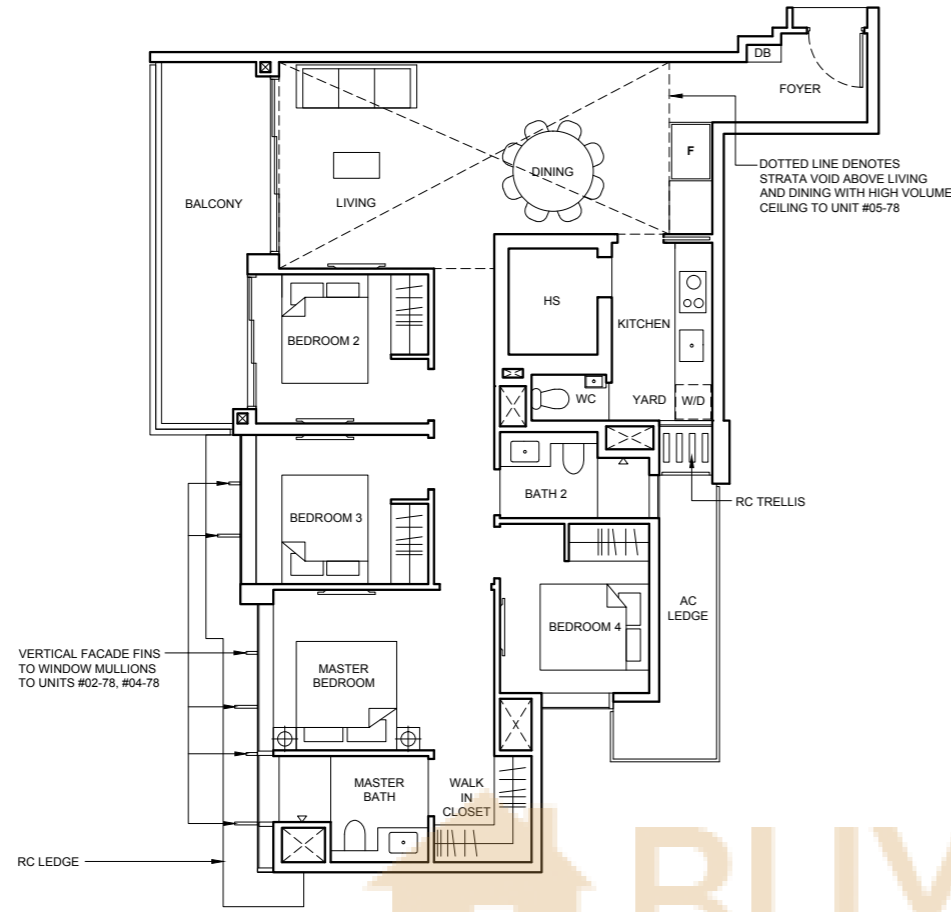 DB
FOYER
F
DOTTED LINE DENOTES
STRATA VOID ABOVE LIVING
AND DINING WITH HIGH VOLUME
CEILING TO UNIT #05-78
DINING
BALCONY
LIVING
HS
KITCHEN
BEDROOM 2
WC
YARD
W/D
BATH 2
RC TRELLIS
BEDROOM 3
AC
LEDGE
BEDROOM 4
VERTICAL FACADE FINS
TO WINDOW MULLIONS
TO UNITS #02-78, #04-78
MASTER
BEDROOM
MASTER
BATH
WALK
IN
CLOSET
RC LEDGE